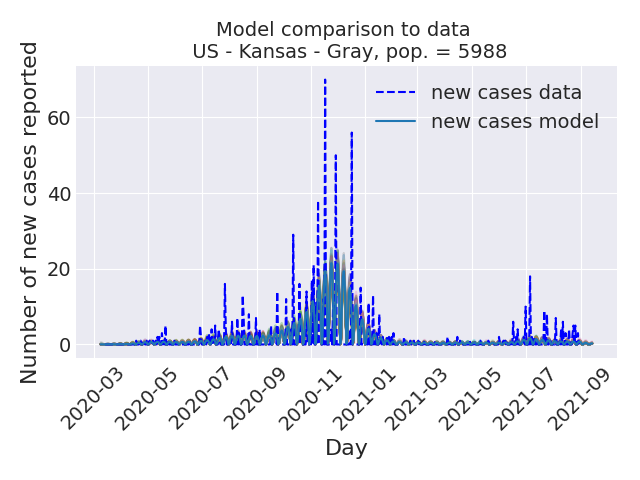 Model comparison to data
US - Kansas - Gray, pop. = 5988
Number of new cases reported
60
40
20
0
new cases data
new cases model
2020-03
2020-05
2020-07
2020-09
2020-11
2021-01
2021-03
2021-05
2021-07
2021-09
Day